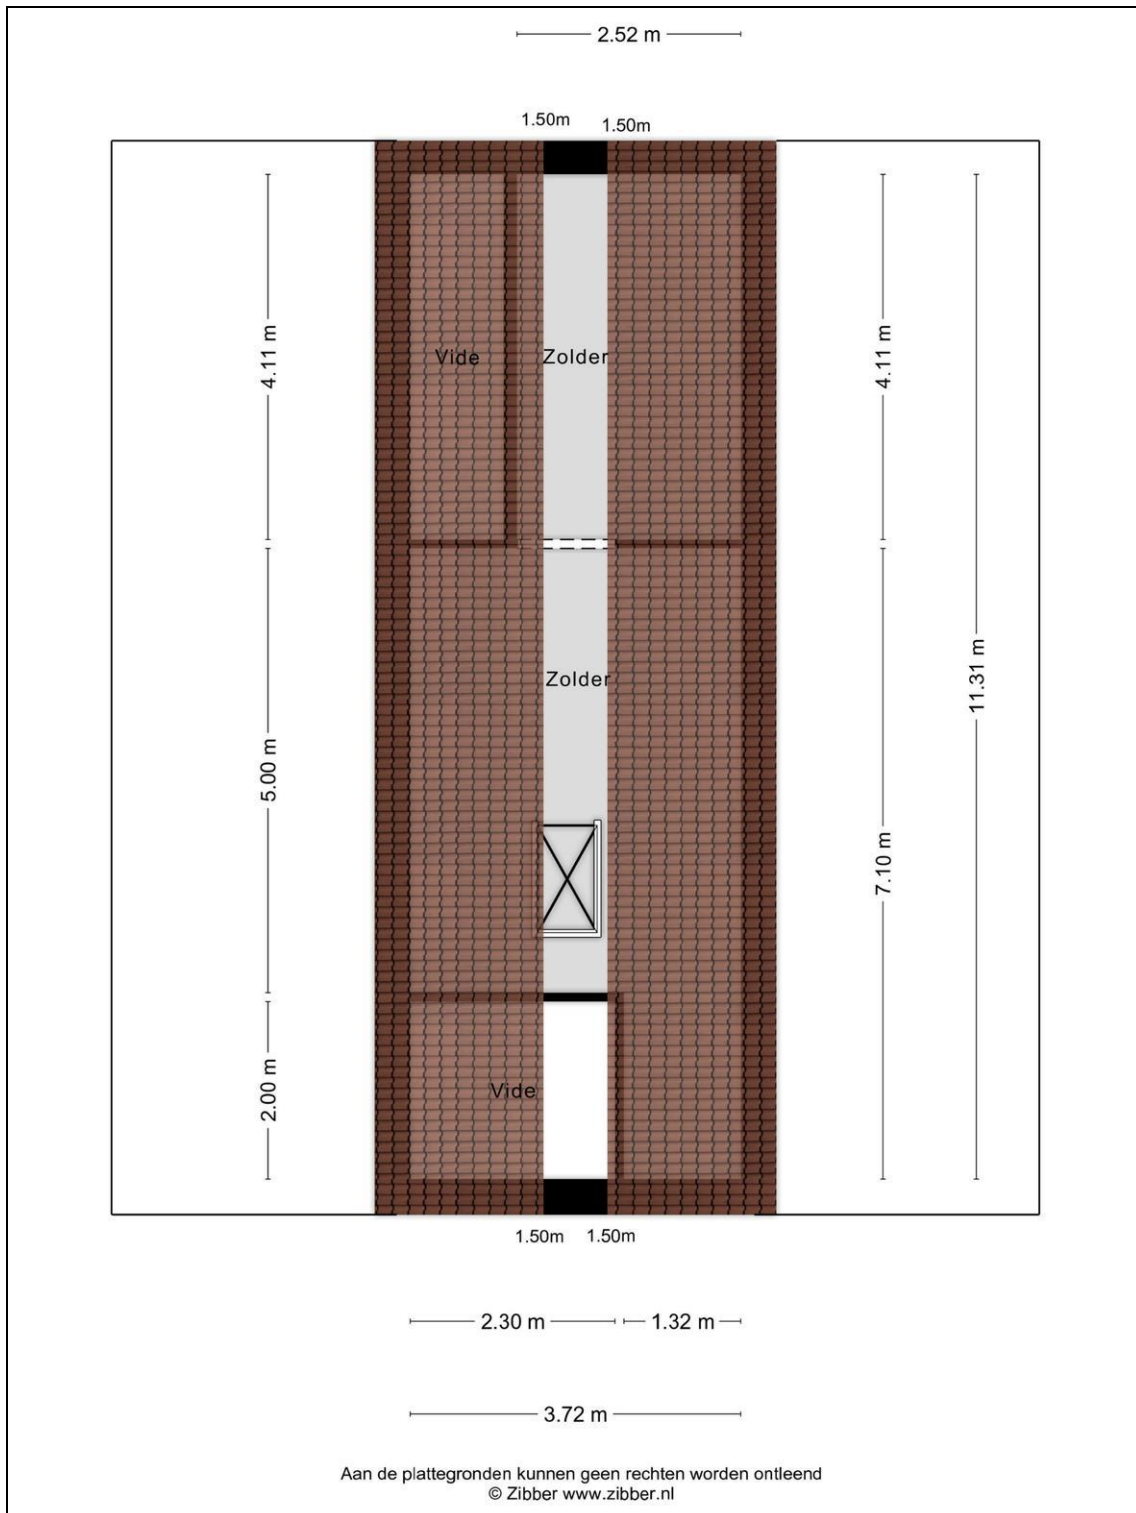 2.52 m
1.50m
1.50m
4.11 m
Vide
Zolder
4.11 m
Zolder
11.31 m
5.00 m
7.10 m
2.00 m
Vide
1.50m
1.50m
2.30 m
1.32 m
3.72 m
Aan de plattegronden kunnen geen rechten worden ontleend
© Zibber www.zibber.nl